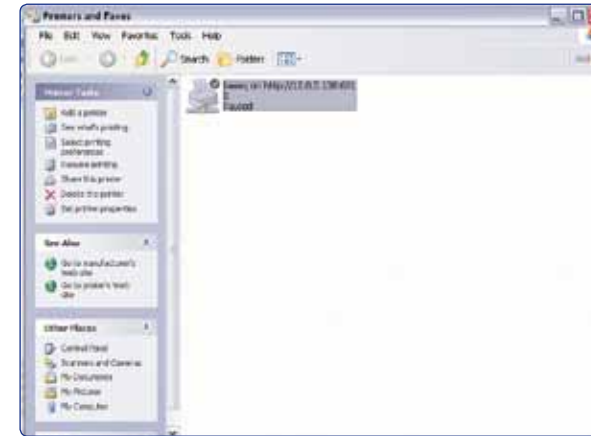 Printers and Faxes
File Edit View Favorites Tools Help
Search Folders
Printer Tasks
Add a printer
See what's printing
Select printing
preferences
Resume printing
Share this printer
Delete this printer
Set printer properties
on http://
Paused
See Also
Go to manufacturer's
web site
Go to printer's web
site
Other Places
Control Panel
Scanners and Cameras
My Documents
My Pictures
My Computer